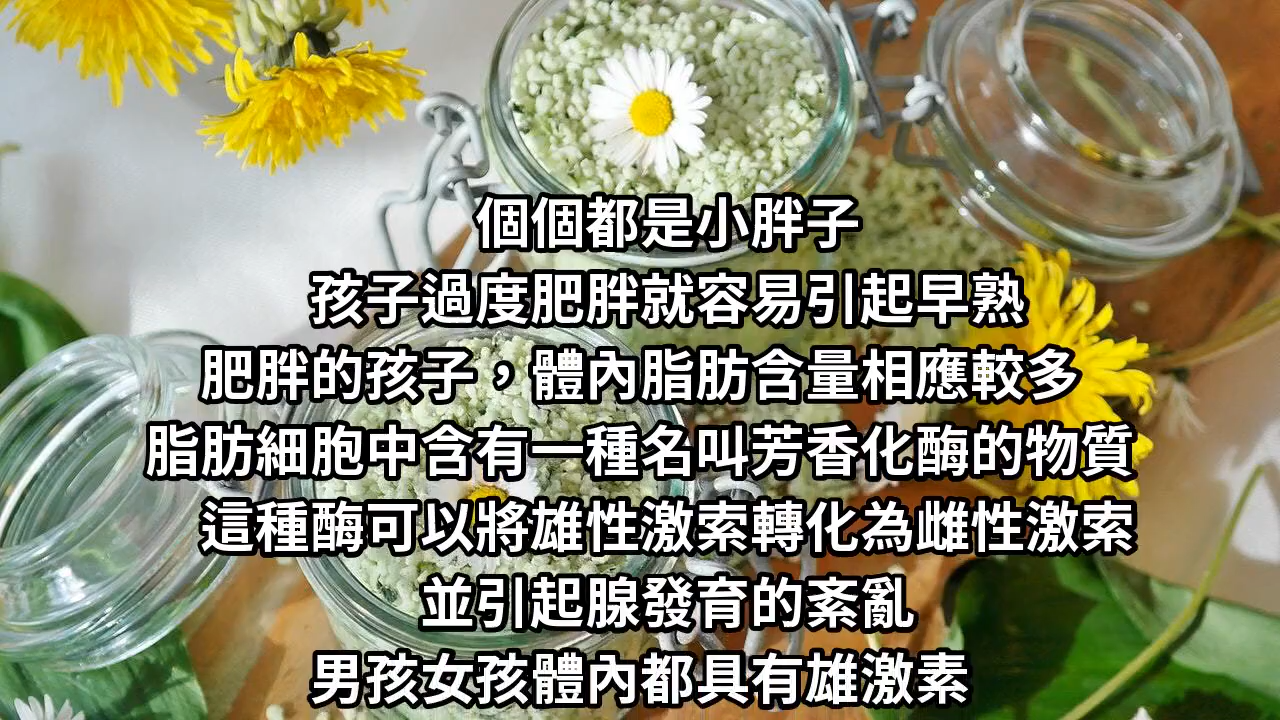 個個都是小胖子
孩子過度肥胖就容易引起早熟
肥胖的孩子，體內脂肪含量相應較多
脂肪細胞中含有一種名叫芳香化酶的物質
這種酶可以將雄性激索轉化為雌性激索
並引起腺發育的紊亂
男孩女孩體內都具有雄激素